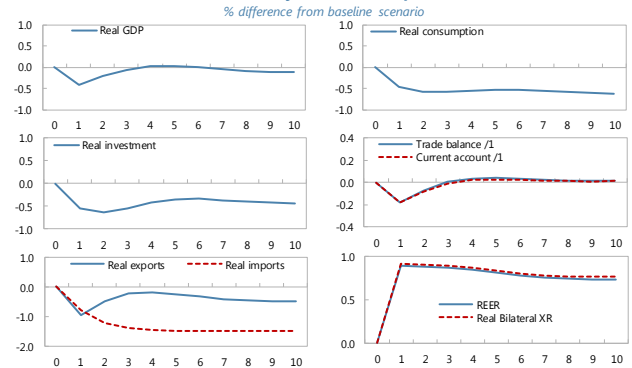 % difference from baseline scenario
Real GDP
1.0
0.5
0.0
-0.5
-1.0
0 1 2 3 4 5 6 7 8 9 10
Real consumption
1.0
0.5
0.0
-0.5
-1.0
0 1 2 3 4 5 6 7 8 9 10
Real investment
1.0
0.5
0.0
-0.5
-1.0
0 1 2 3 4 5 6 7 8 9 10
Trade balance /1
Current account /1
0.4
0.2
0.0
-0.2
-0.4
0 1 2 3 4 5 6 7 8 9 10
Real exports Real imports
1.0
0.0
-1.0
-2.0
0 1 2 3 4 5 6 7 8 9 10
1.0
0.5
0.0
REER
Real Bilateral XR
0 1 2 3 4 5 6 7 8 9 10